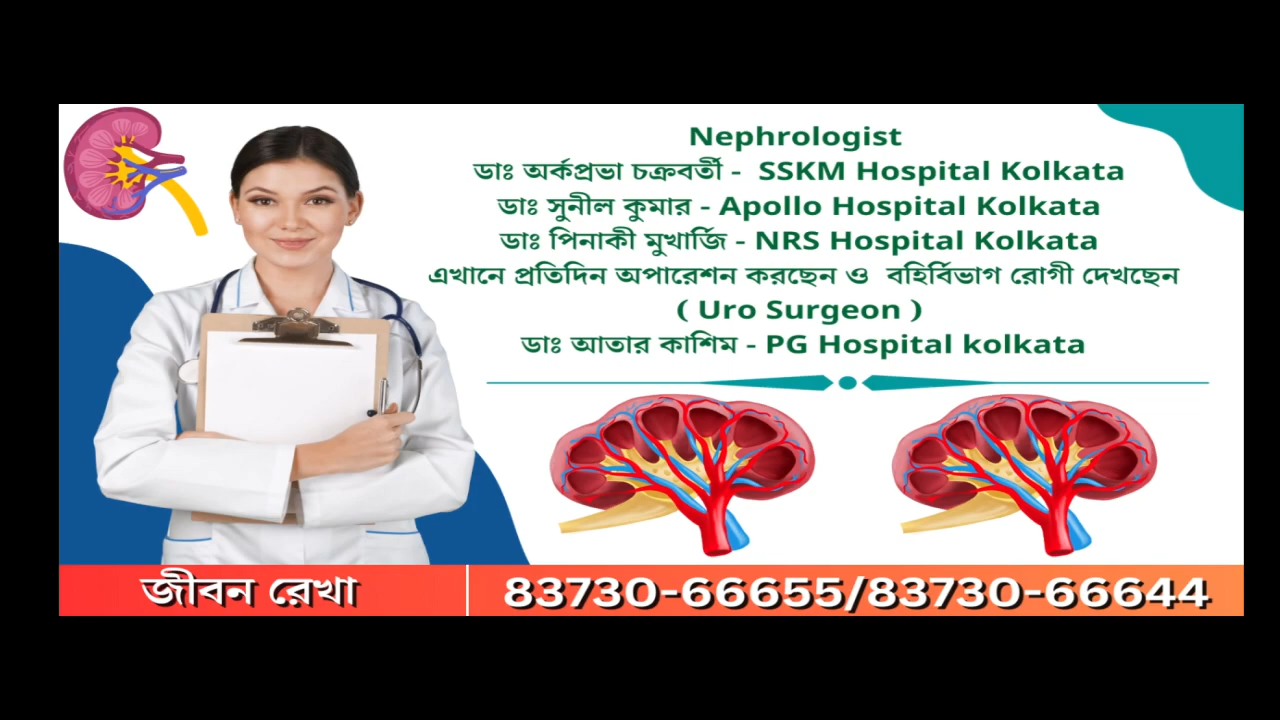 Nephrologist
ডাঃ অর্কপ্রভা চক্রবর্তী - SSKM Hospital Kolkata
ডাঃ সুনীল কুমার - Apollo Hospital Kolkata
ডাঃ পিনাকী মুখার্জি - NRS Hospital Kolkata
এখানে প্রতিদিন অপারেশন করছেন ও বহির্বিভাগ রোগী দেখছেন
( Uro Surgeon )
ডাঃ আতার কাশিম - PG Hospital kolkata
জীবন রেখা
83730-66655/83730-66644